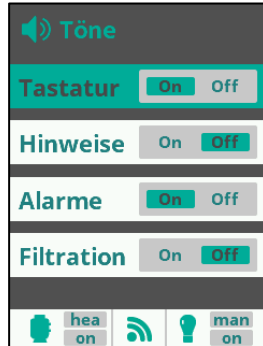 Töne
Tastatur On Off
Hinweise On Off
Alarme On Off
Filtration On Off
hea man
on on